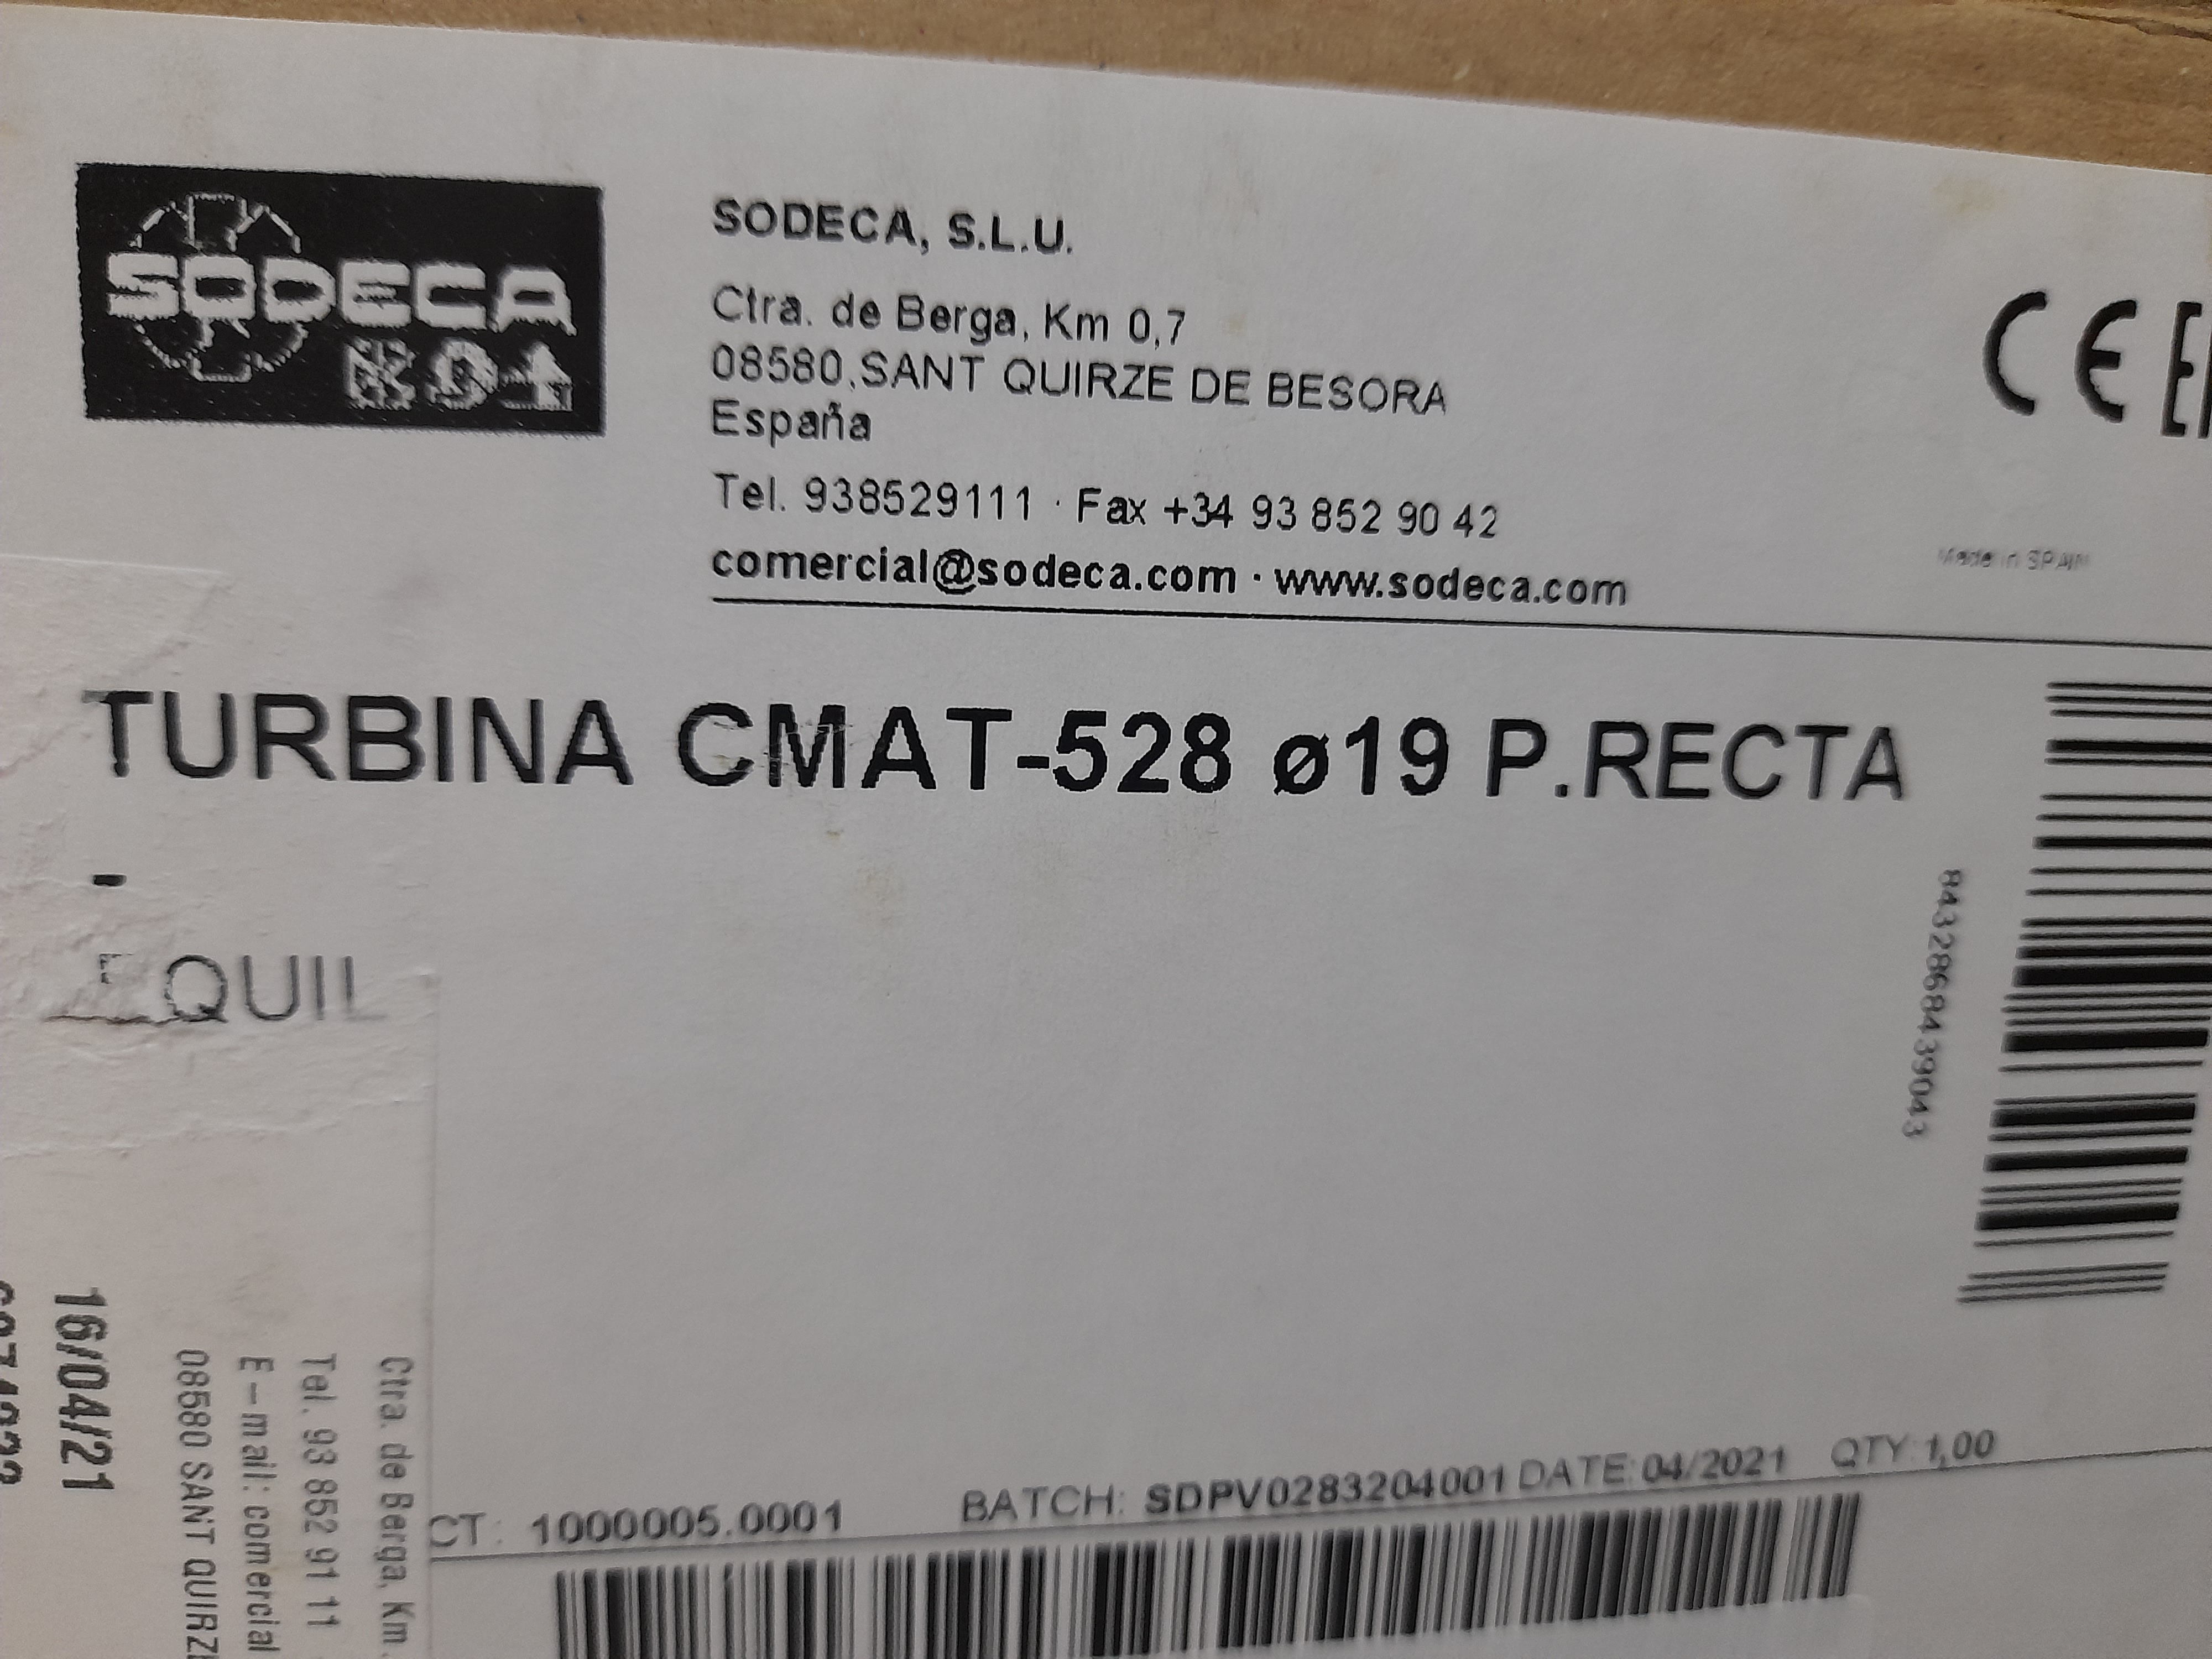 SODECA
SODECA, S.L.U.
Ctra. de Berga, Km 0,7
08580,SANT QUIRZE DE BESORA
España
Tel. 938529111 · Fax +34 93 852 90 42
comercial@sodeca.com · www.sodeca.com
CE
Made in SPAIN
TURBINA CMAT-528 ø19 P.RECTA
8432868439043
QUIL
16/04/21
Ctra. de Berga, Km.
Tel. 93 852 91 11
E-mail: comercial
08580 SANT QUIRZE
CT: 1000005.0001 BATCH: SDPV0283204001 DATE: 04/2021 QTY: 1,00